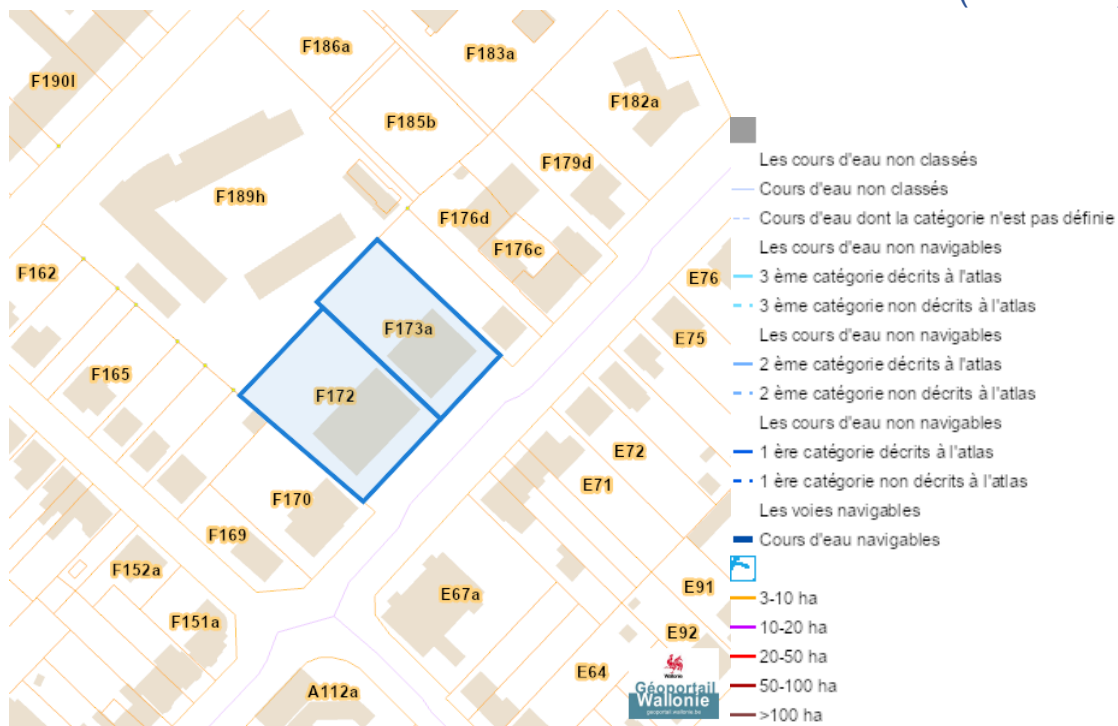 F186a
F183a
F190I
F182a
F185b
F179d
F189h
F176d
F176c
F162
E76
F173a
E75
F165
F172
E72
E71
F170
F169
F152a
E91
E67a
F151a
E92
E64
A112a
Wallonie
Géoportail
Wallonie
geoportail.wallonie.be
(
Les cours d'eau non classés
Cours d'eau non classés
Cours d'eau dont la catégorie n'est pas définie
Les cours d'eau non navigables
3 ème catégorie décrits à l'atlas
3 ème catégorie non décrits à l'atlas
Les cours d'eau non navigables
2 ème catégorie décrits à l'atlas
2 ème catégorie non décrits à l'atlas
Les cours d'eau non navigables
1 ère catégorie décrits à l'atlas
1 ère catégorie non décrits à l'atlas
Les voies navigables
Cours d'eau navigables
3-10 ha
10-20 ha
20-50 ha
50-100 ha
>100 ha